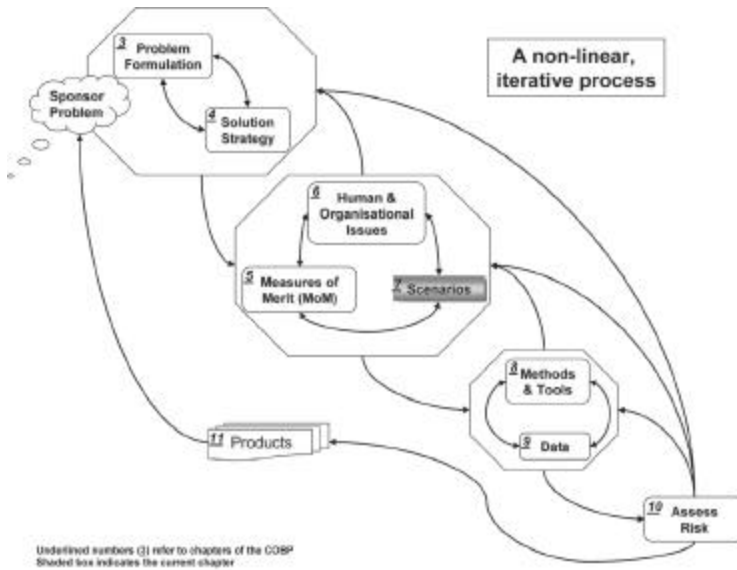 3
Problem
Formulation
A non-linear,
iterative process
Sponsor
Problem
4
Solution
Strategy
6
Human &
Organisational
Issues
5
Measures of
Merit (MoM)
7
Scenarios
8
Methods
& Tools
9
Data
11
Products
10
Assess
Risk
Underlined numbers (3) refer to chapters of the COBP
Shaded box indicates the current chapter